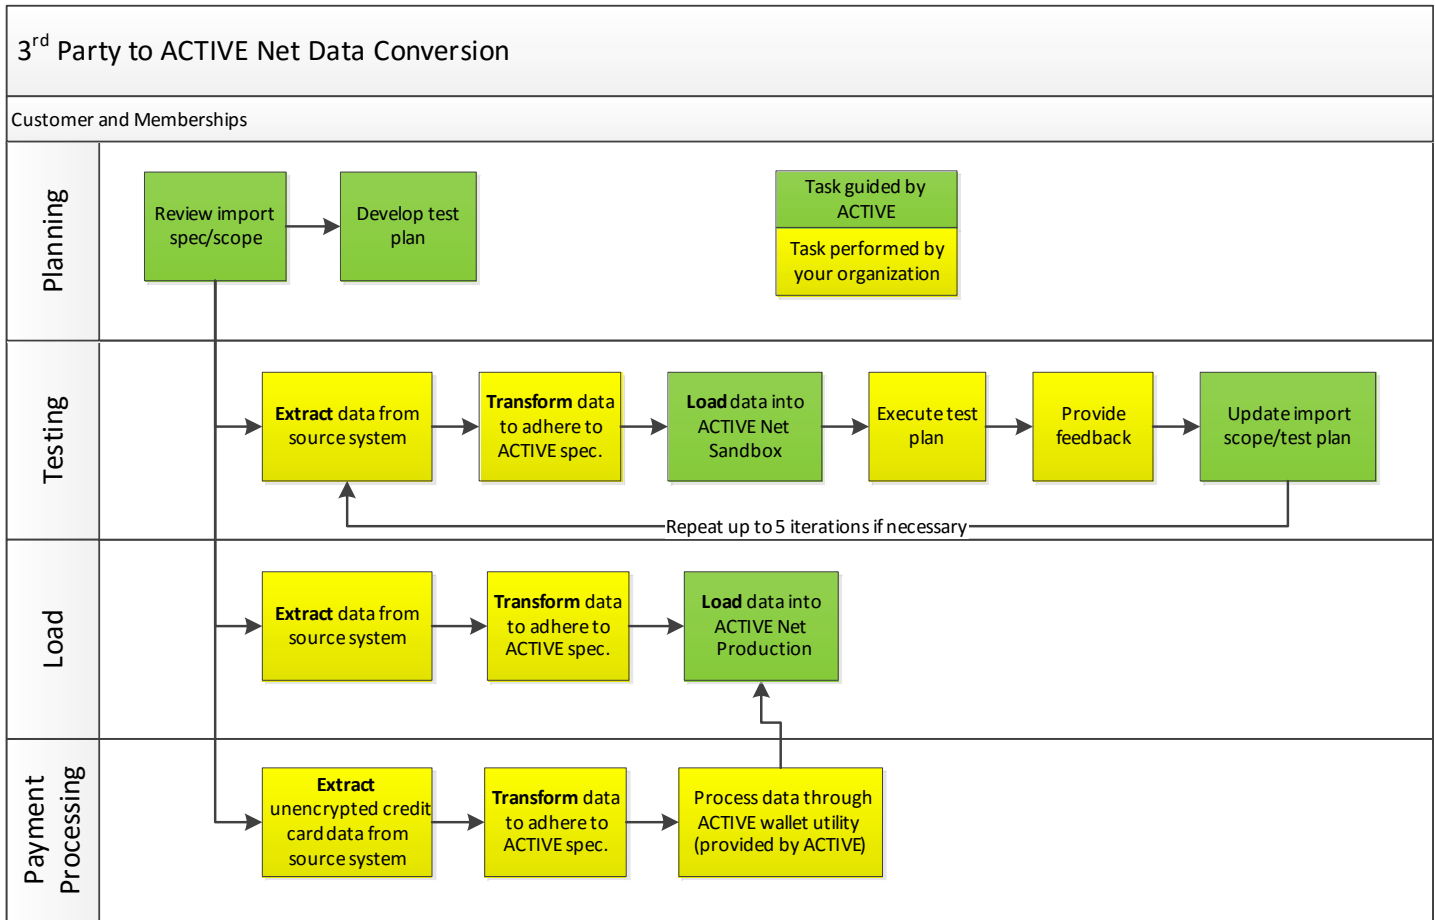 3rd Party to ACTIVE Net Data Conversion
Customer and Memberships
Planning
Review import
spec/scope
Develop test
plan
Task guided by
ACTIVE
Task performed by
your organization
Testing
Extract data from
source system
Transform data
to adhere to
ACTIVE spec.
Load data into
ACTIVE Net
Sandbox
Execute test
plan
Provide
feedback
Update import
scope/test plan
Repeat up to 5 iterations if necessary
Load
Extract data from
source system
Transform data
to adhere to
ACTIVE spec.
Load data into
ACTIVE Net
Production
Payment
Processing
Extract
unencrypted credit
card data from
source system
Transform data
to adhere to
ACTIVE spec.
Process data through
ACTIVE wallet utility
(provided by ACTIVE)